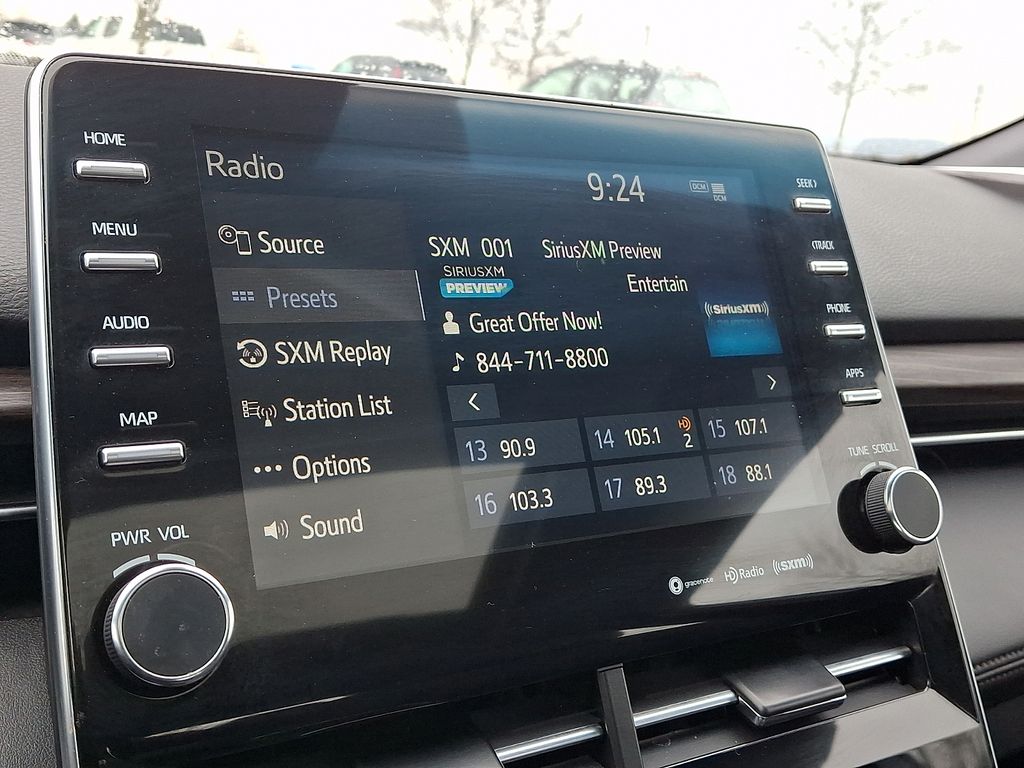 HOME
MENU
AUDIO
MAP
PWR VOL
Radio
9:24
DCM
DCM
Source
Presets
SXM Replay
Station List
Options
Sound
SXM 001 SiriusXM Preview
SIRIUSXM
PREVIEW
Entertain
Great Offer Now!
844-711-8800
((SiriusXM))
<
>
13 90.9
14 105.1 HD 2
15 107.1
16 103.3
17 89.3
18 88.1
SEEK >
< TRACK
PHONE
APPS
TUNE SCROLL
gracenote
HD Radio
((sxm))